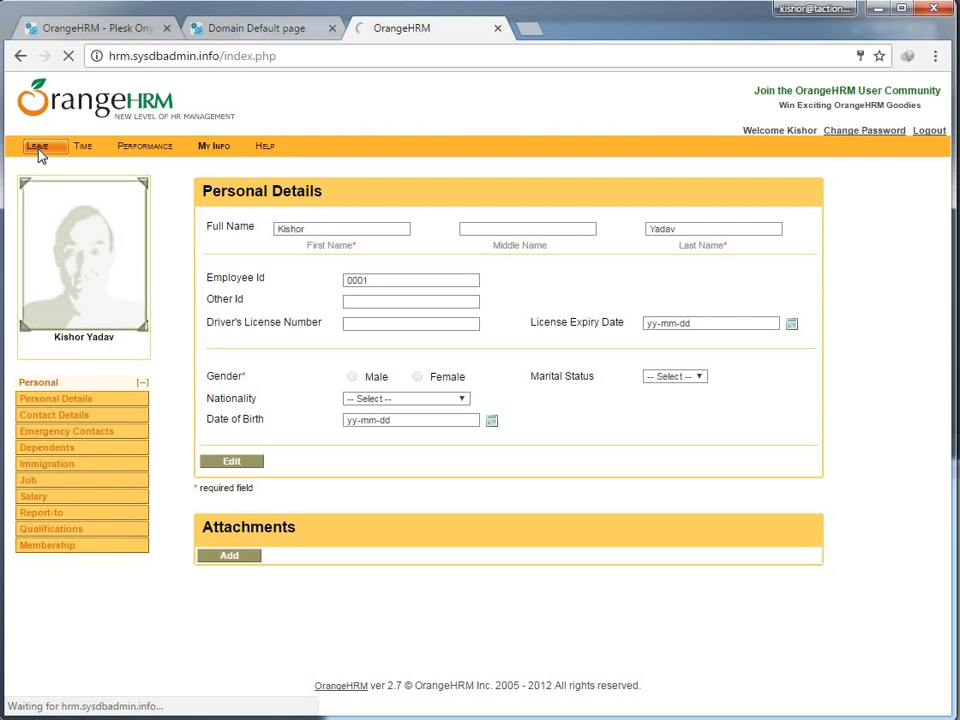 kishor@taction...
OrangeHRM - Plesk Ony
Domain Default page
OrangeHRM
hrm.sysdbadmin.info/index.php
OrangeHRM
NEW LEVEL OF HR MANAGEMENT
Join the OrangeHRM User Community
Win Exciting OrangeHRM Goodies
Welcome Kishor Change Password Logout
LEAVE TIME PERFORMANCE MY INFO HELP
Kishor Yadav
Personal [−]
Personal Details
Contact Details
Emergency Contacts
Dependents
Immigration
Job
Salary
Report-to
Qualifications
Membership
Personal Details
Full Name Kishor Yadav
First Name* Middle Name Last Name*
Employee Id 0001
Other Id
Driver's License Number License Expiry Date yy-mm-dd
Gender* Male Female Marital Status -- Select --
Nationality -- Select --
Date of Birth yy-mm-dd
Edit
* required field
Attachments
Add
OrangeHRM ver 2.7 © OrangeHRM Inc. 2005 - 2012 All rights reserved.
Waiting for hrm.sysdbadmin.info...